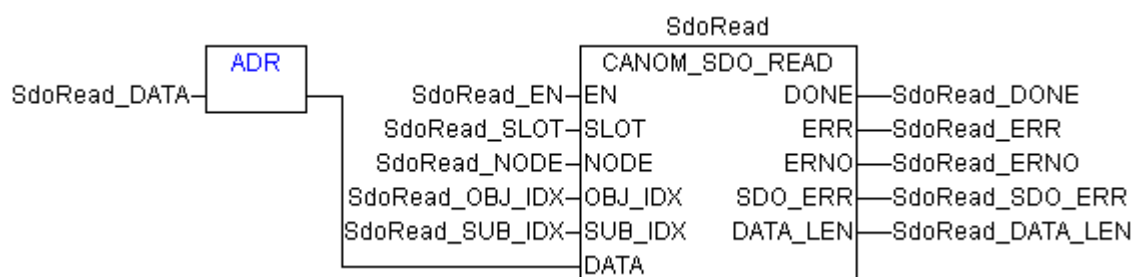 SdoRead
ADR
CANOM_SDO_READ
SdoRead_DATA
SdoRead_EN EN DONE SdoRead_DONE
SdoRead_SLOT SLOT ERR SdoRead_ERR
SdoRead_NODE NODE ERNO SdoRead_ERNO
SdoRead_OBJ_IDX OBJ_IDX SDO_ERR SdoRead_SDO_ERR
SdoRead_SUB_IDX SUB_IDX DATA_LEN SdoRead_DATA_LEN
DATA